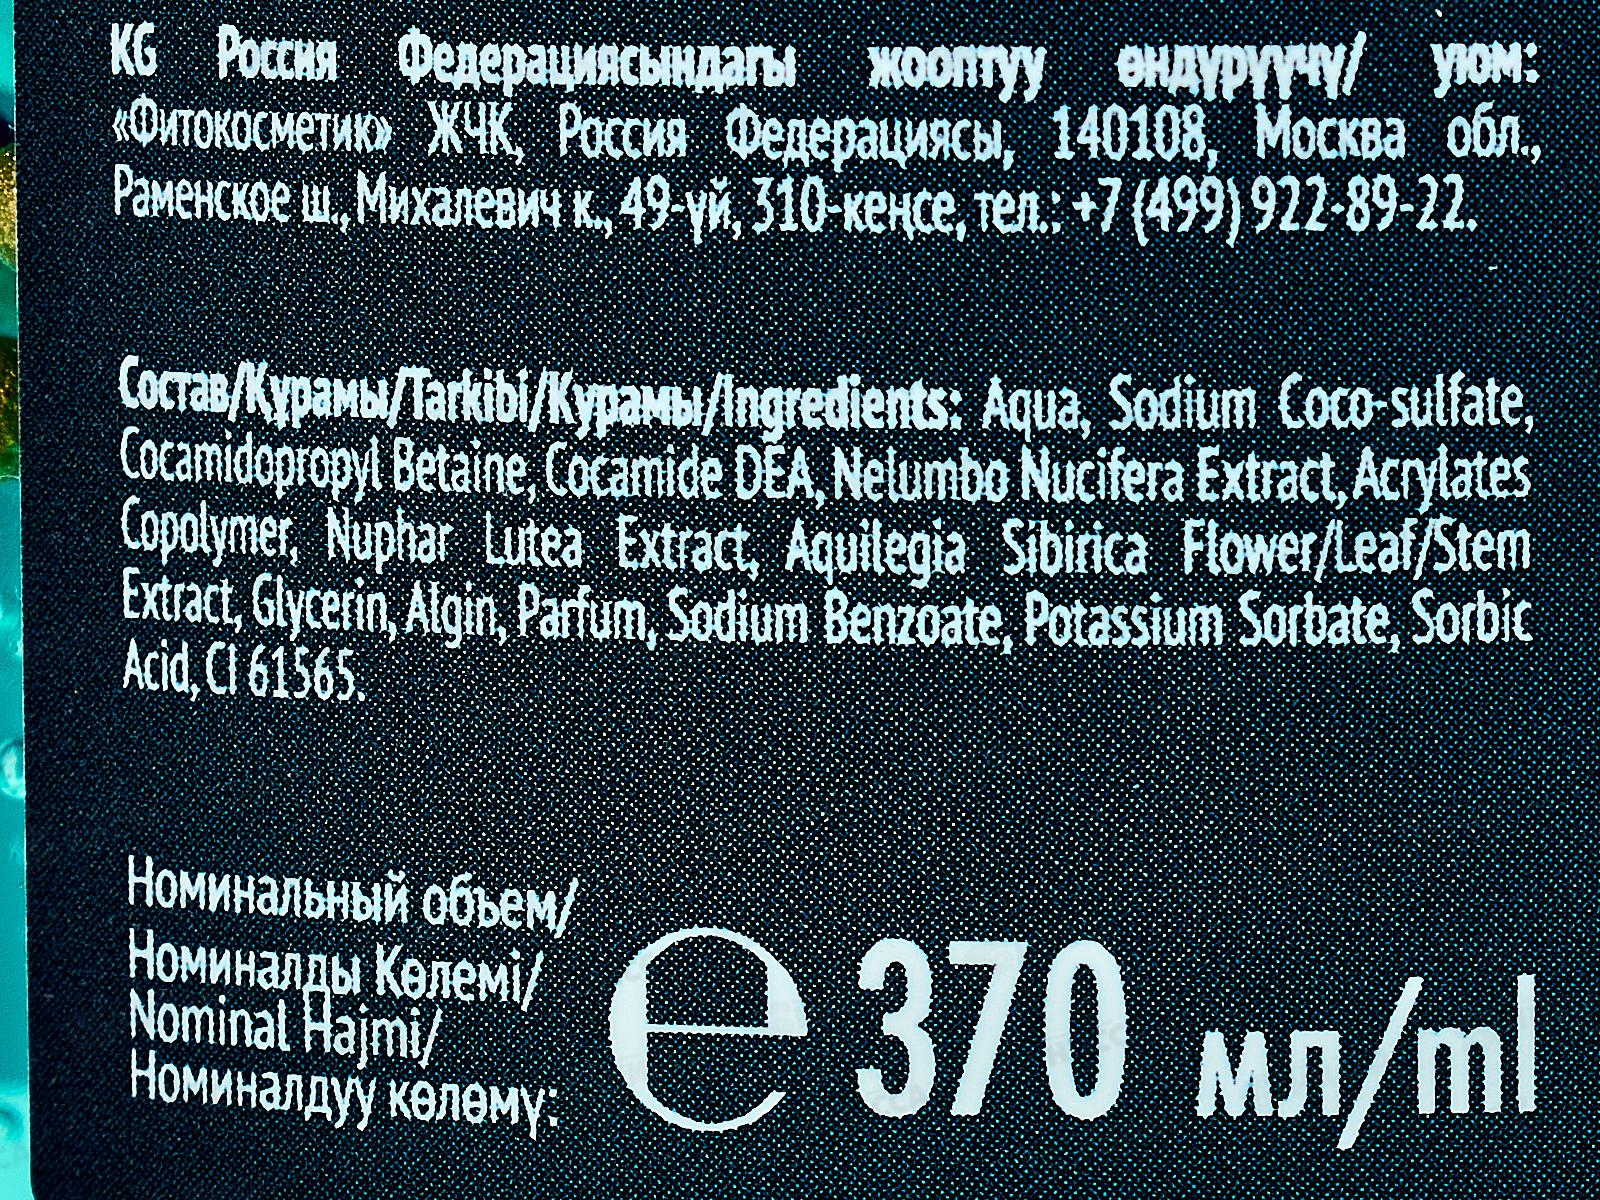 KG Россия Федерациясындагы жооптуу өндүрүүчү/ уюм:
«Фитокосметик» ЖЧК, Россия Федерациясы, 140108, Москва обл.,
Раменское ш., Михалевич к., 49-үй, 310-кеңсе, тел.: +7 (499) 922-89-22.
Состав/Құрамы/Tarkibi/Курамы/Ingredients: Aqua, Sodium Coco-sulfate,
Cocamidopropyl Betaine, Cocamide DEA, Nelumbo Nucifera Extract, Acrylates
Copolymer, Nuphar Lutea Extract, Aquilegia Sibirica Flower/Leaf/Stem
Extract, Glycerin, Algin, Parfum, Sodium Benzoate, Potassium Sorbate, Sorbic
Acid, CI 61565.
Номинальный объем/
Номиналды Көлемі/
Nominal Hajmi/
Номиналдуу көлөмү:
℮ 370 мл/ml